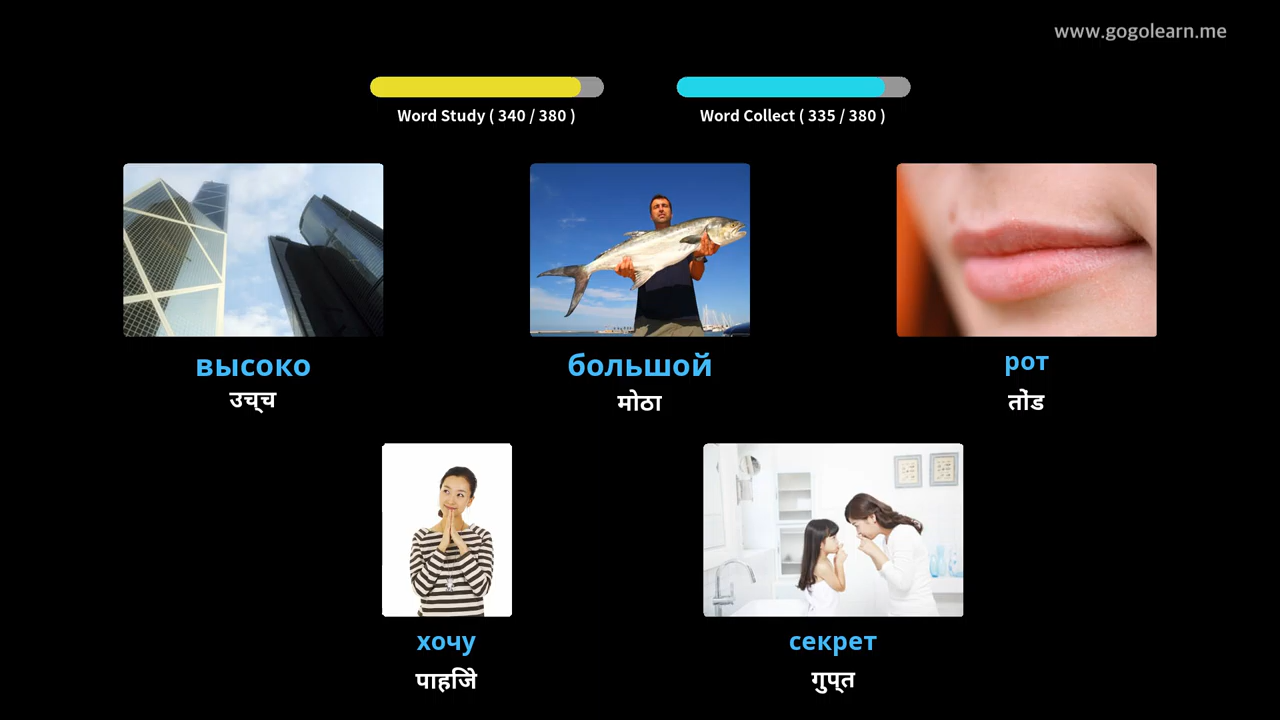 www.gogolearn.me
Word Study ( 340 / 380 )
Word Collect ( 335 / 380 )
высоко
उच्च
большой
मोठा
рот
तोंड
хочу
पाहिजे
секрет
गुप्त